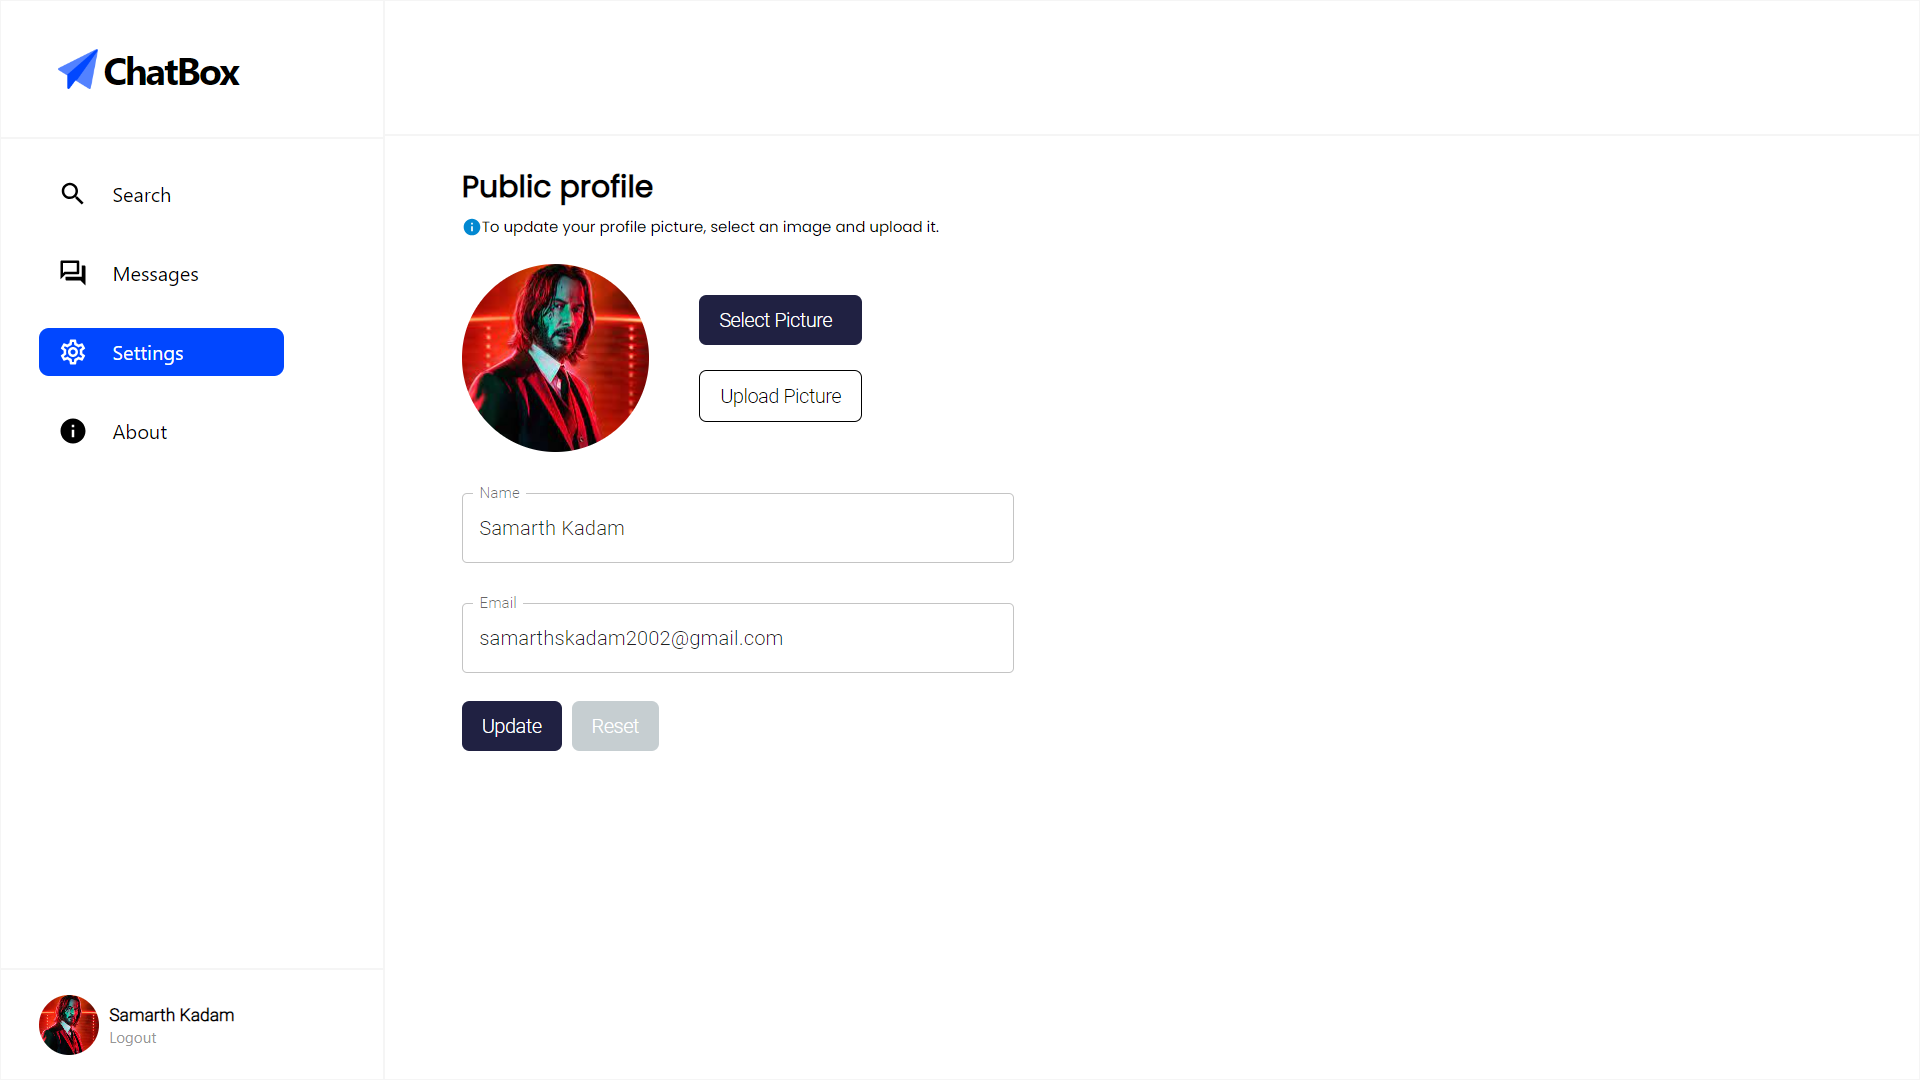 ChatBox
Search
Messages
Settings
About
Public profile
To update your profile picture, select an image and upload it.
Select Picture
Upload Picture
Name
Samarth Kadam
Email
samarthskadam2002@gmail.com
Update
Reset
Samarth Kadam
Logout